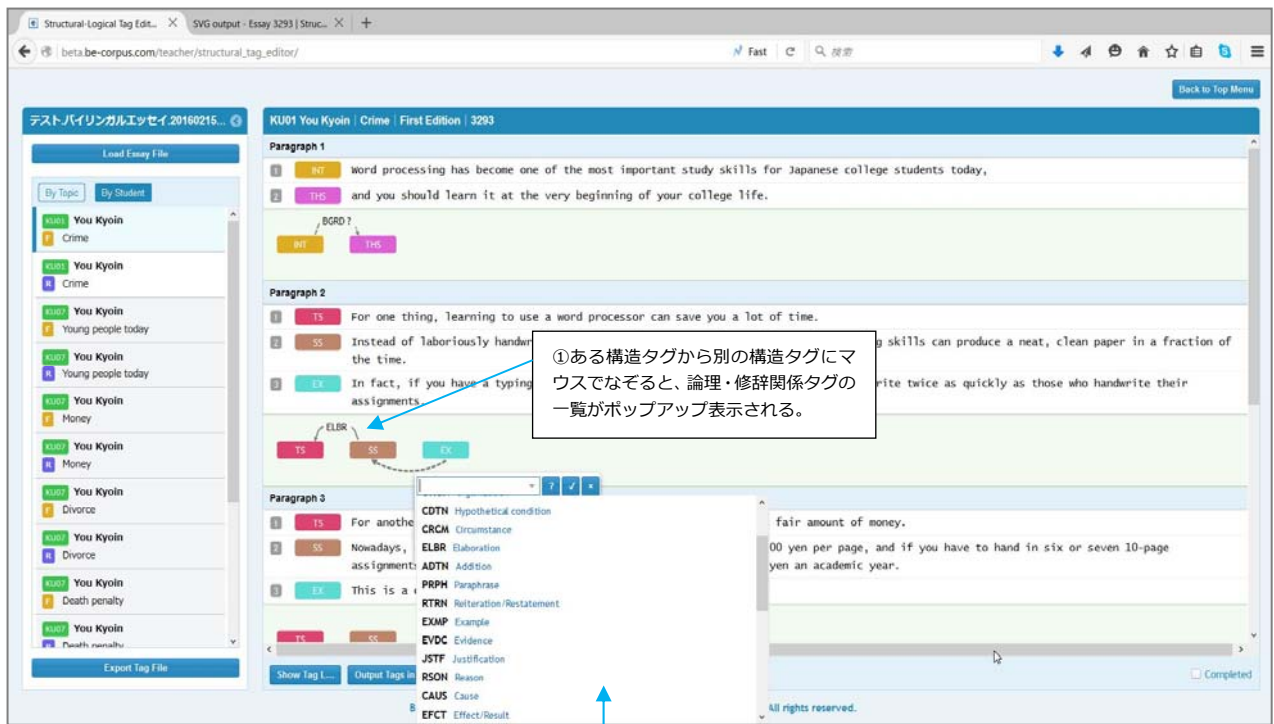 Structural-Logical Tag Edit... × SVG output - Essay 3293 | Struc... × +
beta.be-corpus.com/teacher/structural_tag_editor/ Fast 検索
Back to Top Menu
テスト.バイリンガルエッセイ.20160215...
Load Essay File
By Topic By Student
KU01 You Kyoin
F Crime
KU01 You Kyoin
R Crime
KU07 You Kyoin
F Young people today
KU07 You Kyoin
R Young people today
KU07 You Kyoin
F Money
KU07 You Kyoin
R Money
KU07 You Kyoin
F Divorce
KU07 You Kyoin
R Divorce
KU07 You Kyoin
F Death penalty
KU07 You Kyoin
R Death penalty
Export Tag File
KU01 You Kyoin | Crime | First Edition | 3293
Paragraph 1
1 INT Word processing has become one of the most important study skills for Japanese college students today,
2 THS and you should learn it at the very beginning of your college life.
BGRD ?
INT THS
Paragraph 2
1 TS For one thing, learning to use a word processor can save you a lot of time.
2 SS Instead of laboriously g skills can produce a neat, clean paper in a fraction of
the time.
3 EX In fact, if you have a typing rite twice as quickly as those who handwrite their
assignments.
①ある構造タグから別の構造タグにマ
ウスでなぞると、論理・修辞関係タグの
一覧がポップアップ表示される。
ELBR
TS SS EX
? ✓ ×
Paragraph 3
1 TS For anothe fair amount of money.
2 SS Nowadays, 00 yen per page, and if you have to hand in six or seven 10-page
assignment yen an academic year.
3 EX This is a
TS SS
CDTN Hypothetical condition
CRCM Circumstance
ELBR Elaboration
ADTN Addition
PRPH Paraphrase
RTRN Reiteration/Restatement
EXMP Example
EVDC Evidence
JSTF Justification
RSON Reason
CAUS Cause
EFCT Effect/Result
Show Tag L... Output Tags in Completed
B All rights reserved.